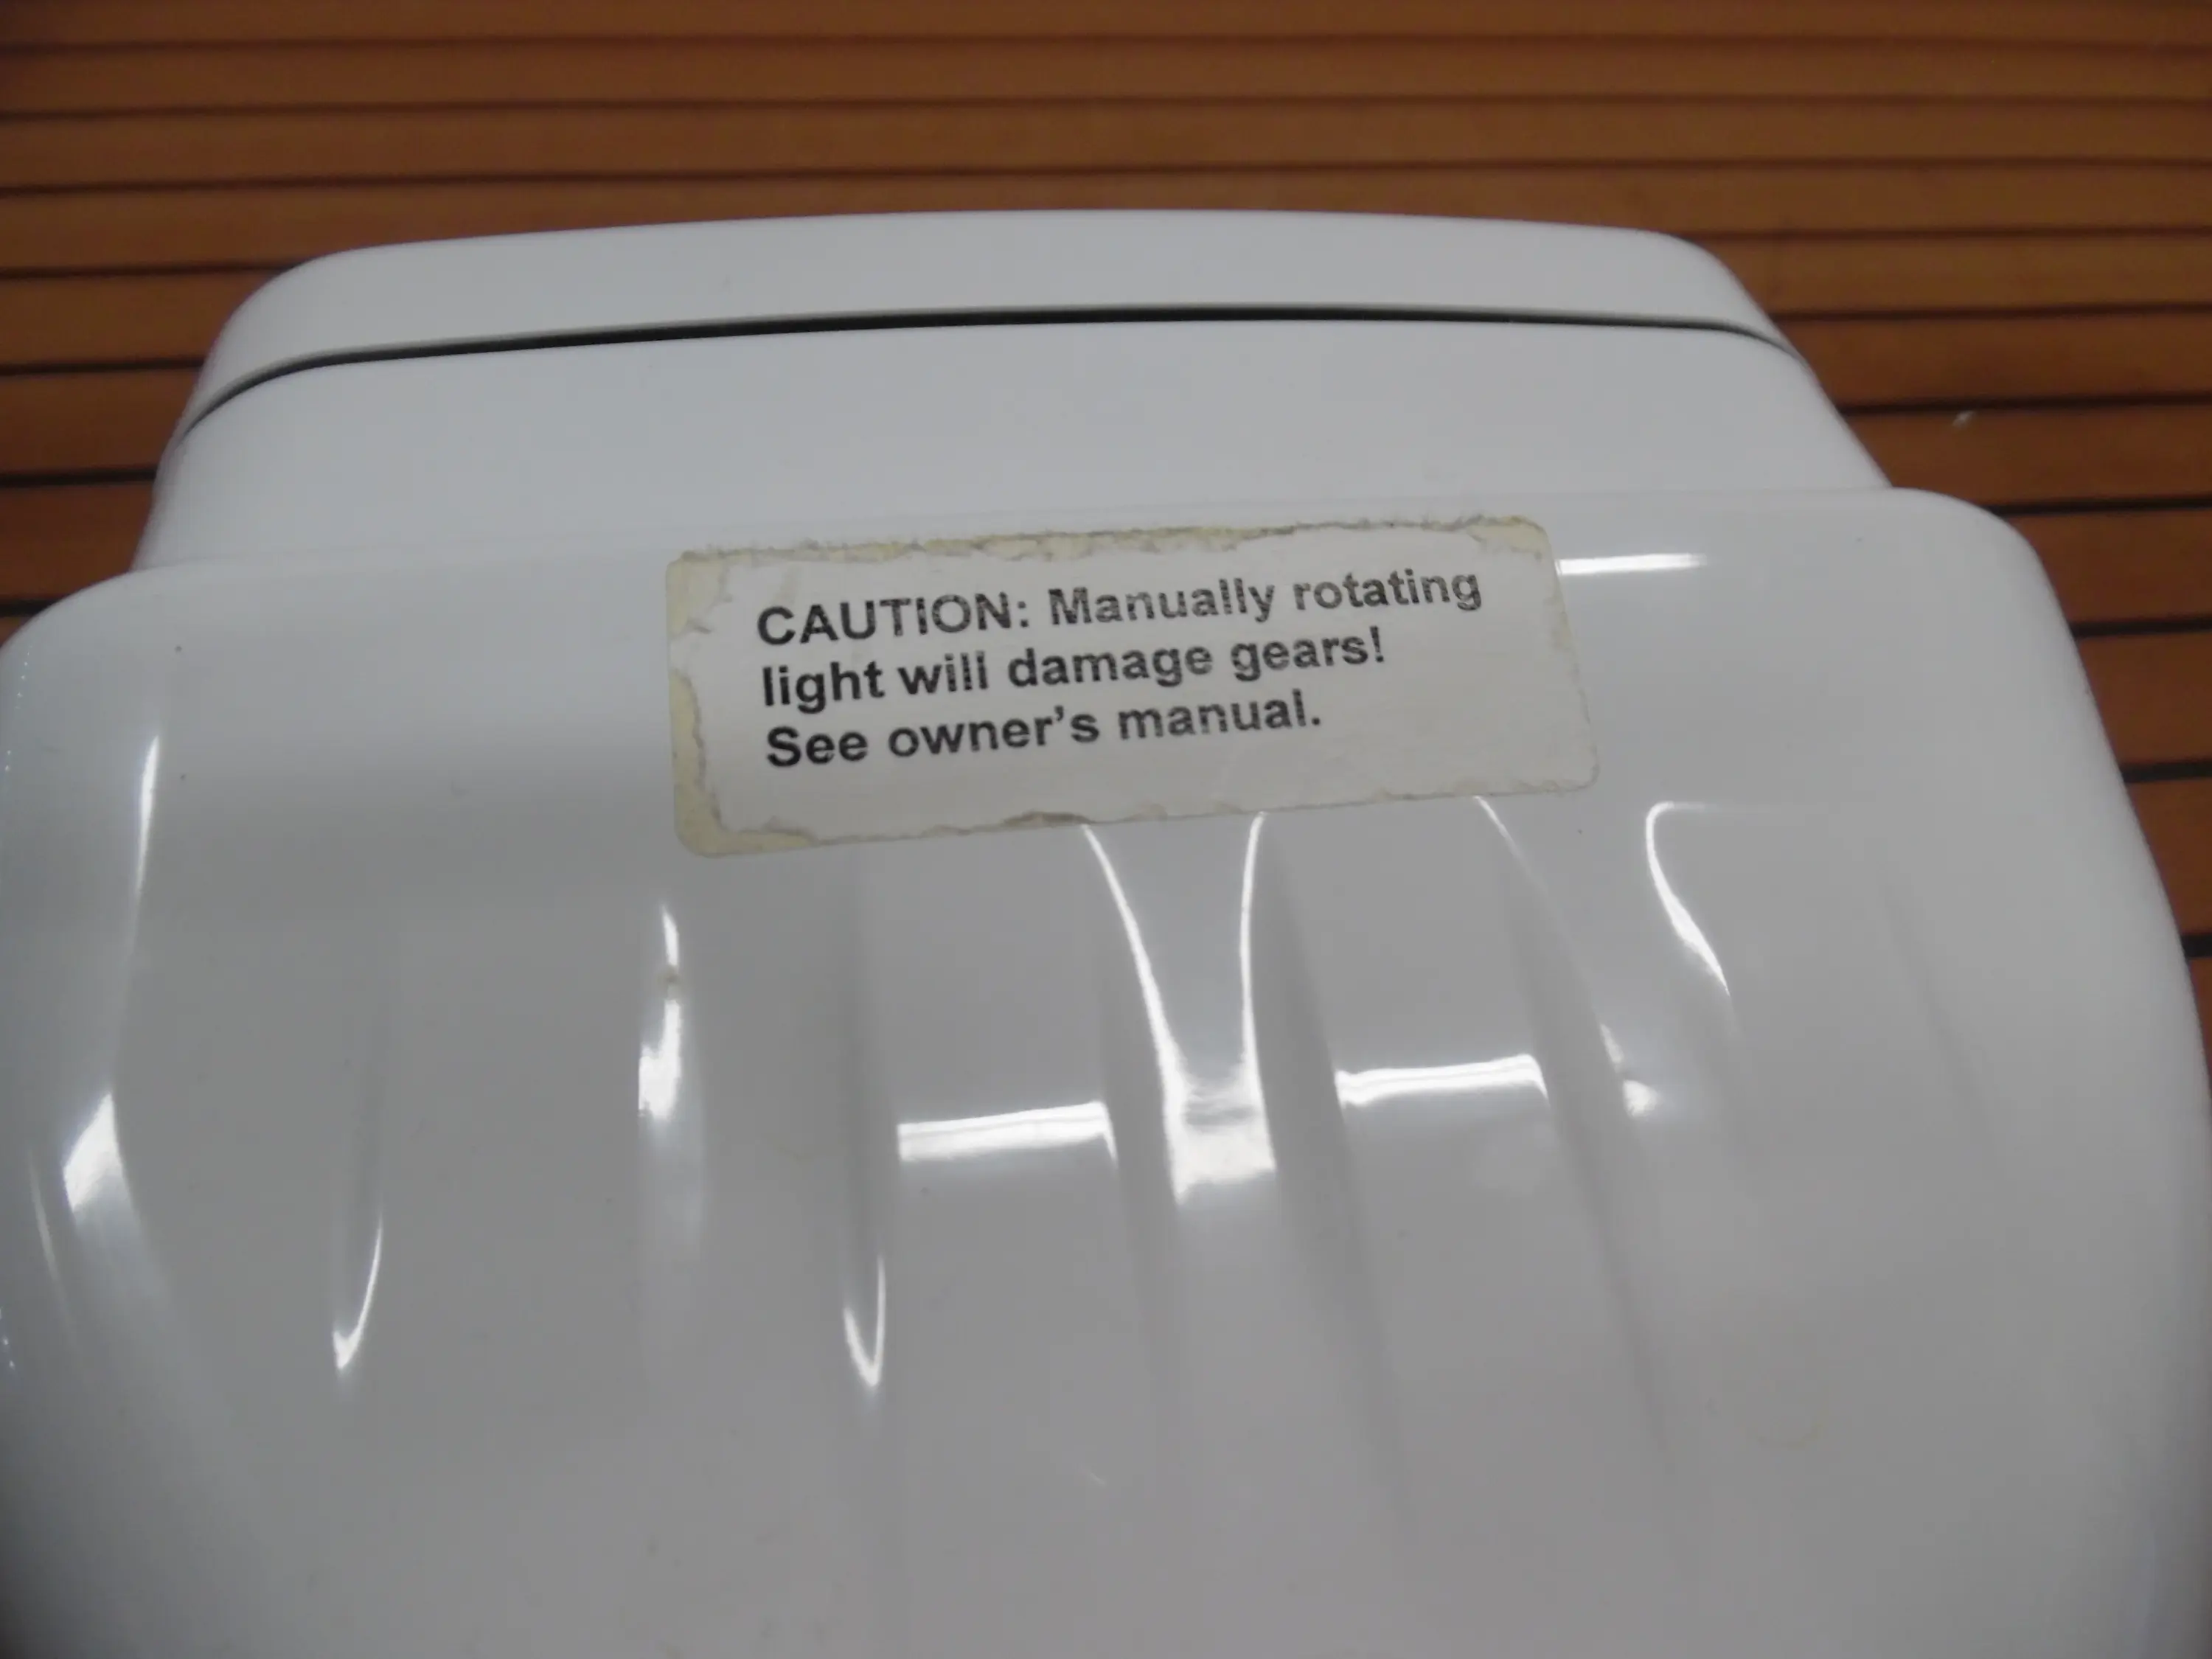 CAUTION: Manually rotating
light will damage gears!
See owner's manual.